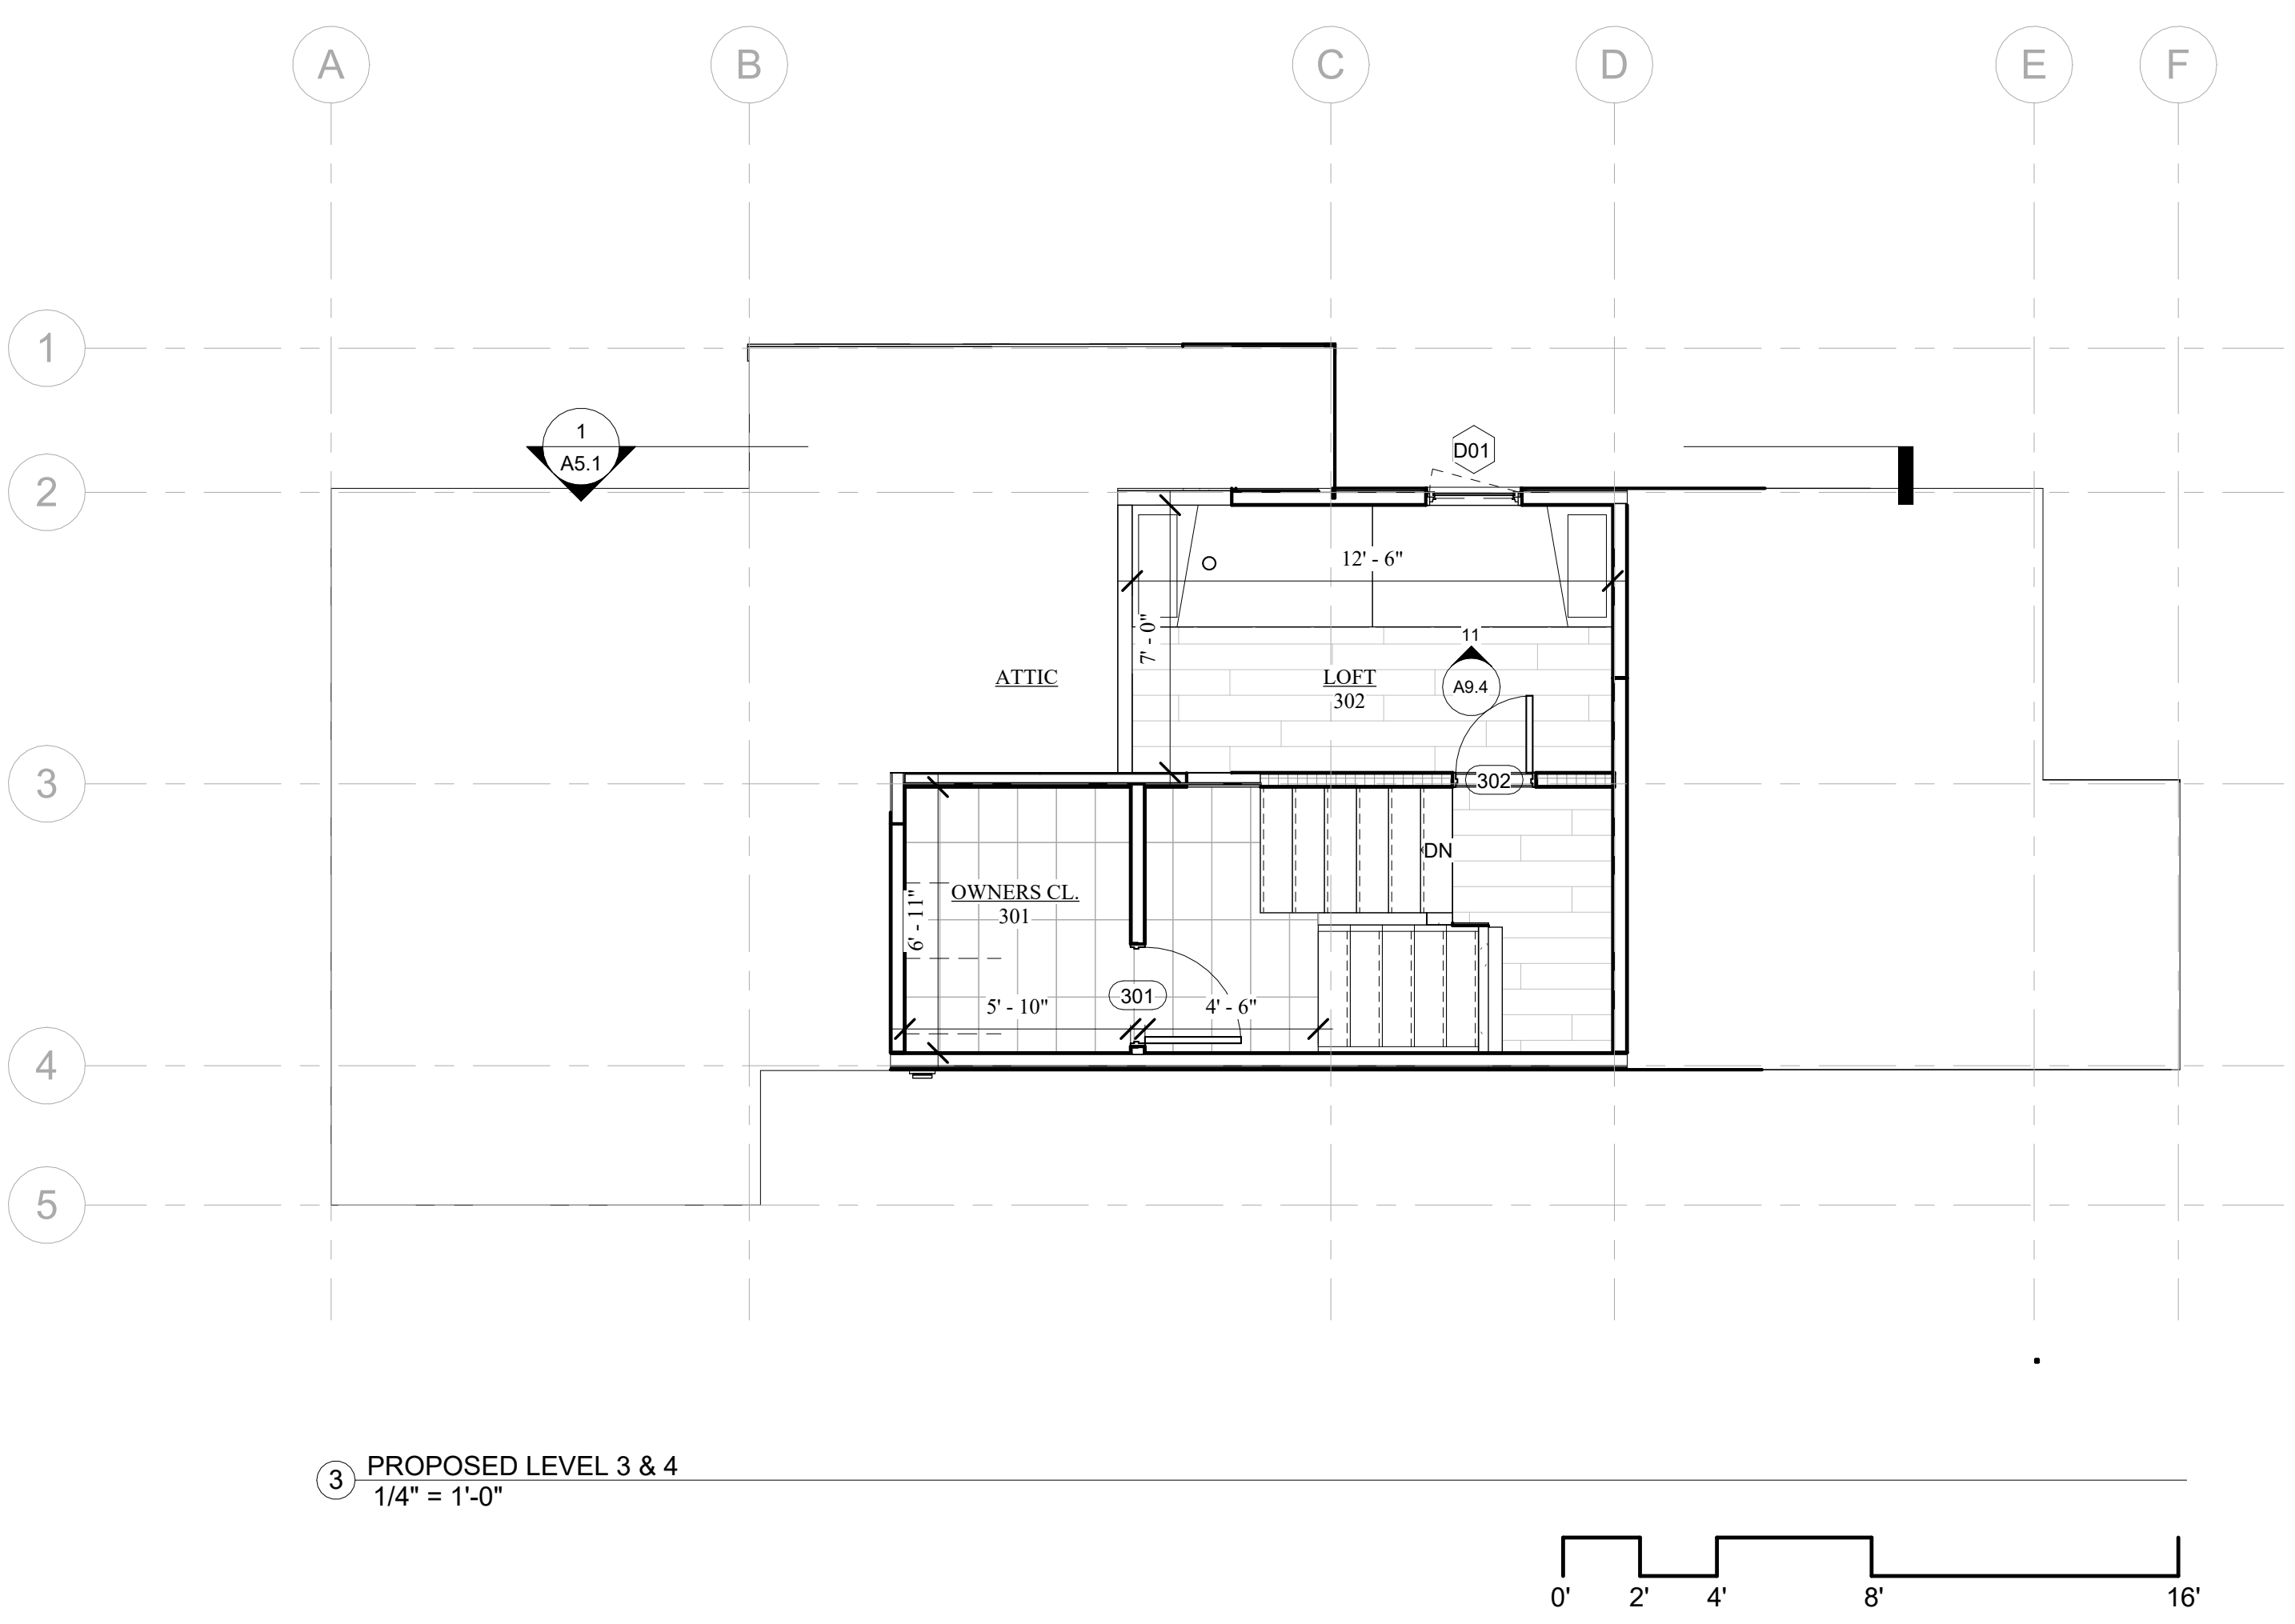 A B C D E F
1
1
A5.1
D01
2
12' - 6"
7' - 0"
11
A9.4
ATTIC
LOFT
302
3
302
DN
OWNERS CL.
301
6' - 11"
301
5' - 10"
4' - 6"
4
5
3
PROPOSED LEVEL 3 & 4
1/4" = 1'-0"
0' 2' 4' 8' 16'